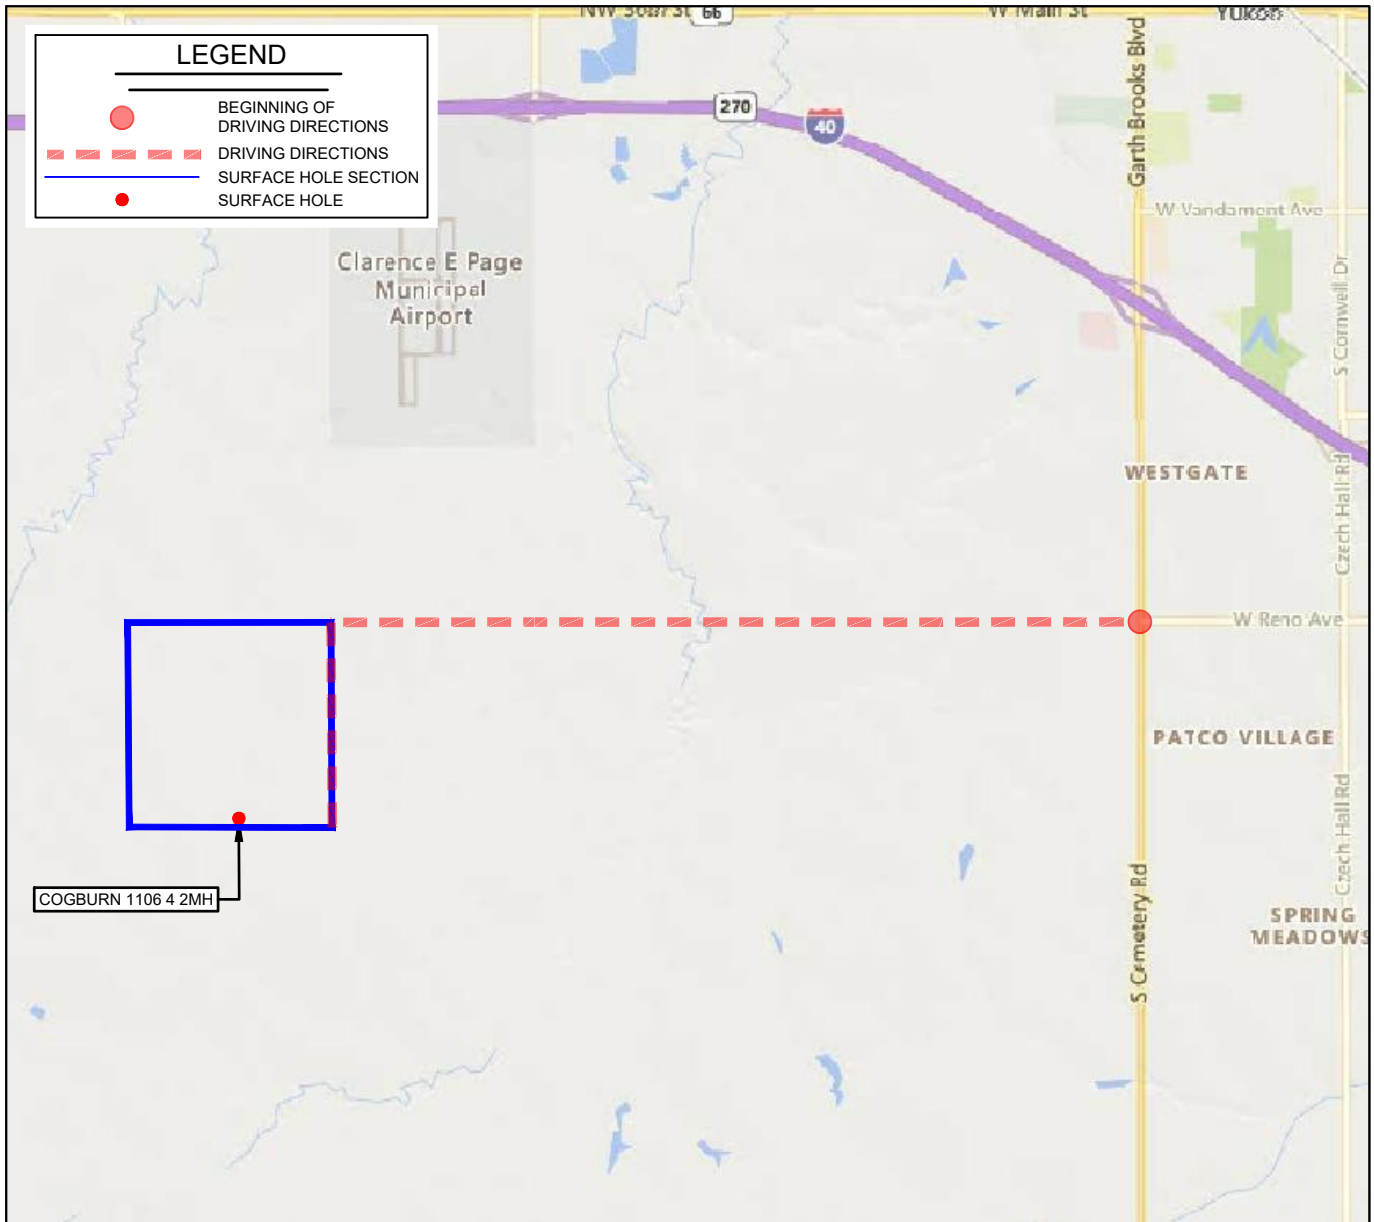 66
W Main St
Yukon
LEGEND
BEGINNING OF
DRIVING DIRECTIONS
DRIVING DIRECTIONS
SURFACE HOLE SECTION
SURFACE HOLE
270
40
Garth Brooks Blvd
W Vandament Ave
Clarence E Page
Municipal
Airport
S Cornwell Dr
WESTGATE
Czech Hall Rd
W Reno Ave
PATCO VILLAGE
Czech Hall Rd
COGBURN 1106 4 2MH
S Cemetery Rd
SPRING
MEADOWS